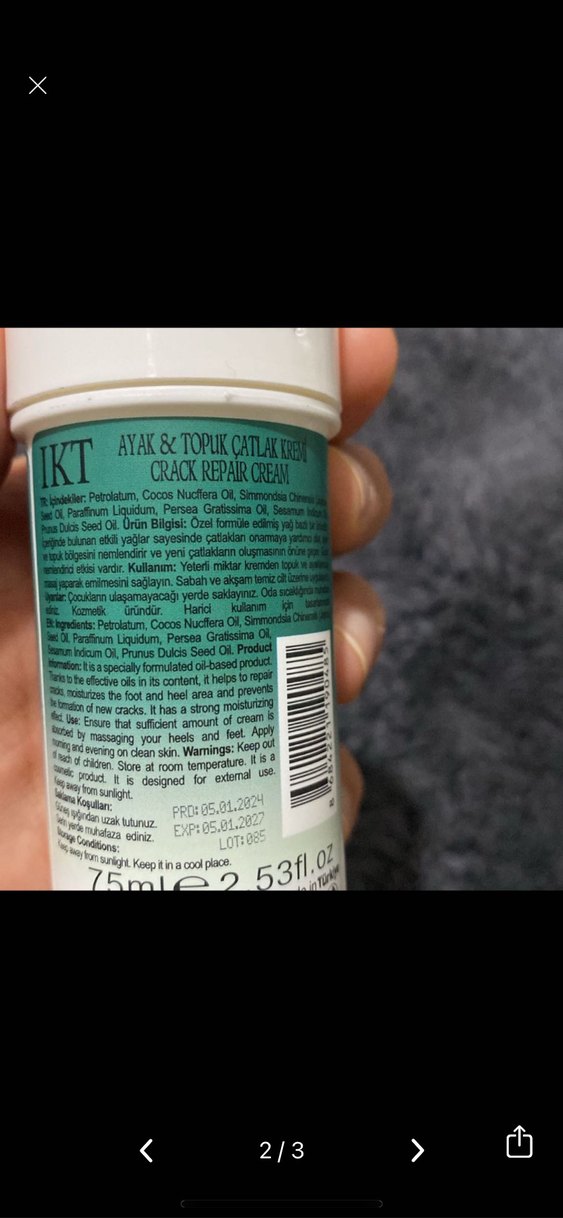 IKT
AYAK & TOPUK ÇATLAK KREMİ
CRACK REPAIR CREAM
TR: İçindekiler: Petrolatum, Cocos Nucffera Oil, Simmondsia Chinensis
Seed Oil, Paraffinum Liquidum, Persea Gratissima Oil, Sesamum Indicum Oil,
Prunus Dulcis Seed Oil. Ürün Bilgisi: Özel formüle edilmiş yağ bazlı bir
içeriğinde bulunan etkili yağlar sayesinde çatlakları onarmaya yardımcı
ve topuk bölgesini nemlendirir ve yeni çatlakların oluşmasının önüne
nemlendirici etkisi vardır. Kullanım: Yeterli miktar kremden topuk ve
masaj yaparak emilmesini sağlayın. Sabah ve akşam temiz cilt üzerine
Uyarılar: Çocukların ulaşamayacağı yerde saklayınız. Oda sıcaklığında
ediniz. Kozmetik üründür. Harici kullanım için
EN: Ingredients: Petrolatum, Cocos Nucffera Oil, Simmondsia Chinensis
Seed Oil, Paraffinum Liquidum, Persea Gratissima Oil,
Sesamum Indicum Oil, Prunus Dulcis Seed Oil. Product
Information: It is a specially formulated oil-based product.
Thanks to the effective oils in its content, it helps to repair
cracks, moisturizes the foot and heel area and prevents
the formation of new cracks. It has a strong moisturizing
effect. Use: Ensure that sufficient amount of cream is
absorbed by massaging your heels and feet. Apply
morning and evening on clean skin. Warnings: Keep out
of reach of children. Store at room temperature. It is a
cosmetic product. It is designed for external use.
Keep away from sunlight.
Saklama Koşulları:
Güneş ışığından uzak tutunuz.
Serin yerde muhafaza ediniz.
Storage Conditions:
Keep away from sunlight. Keep it in a cool place.
PRD:05.01.2024
EXP:05.01.2027
LOT:085
75ml e 2.53fl.oz
in Türkiye
2 / 3